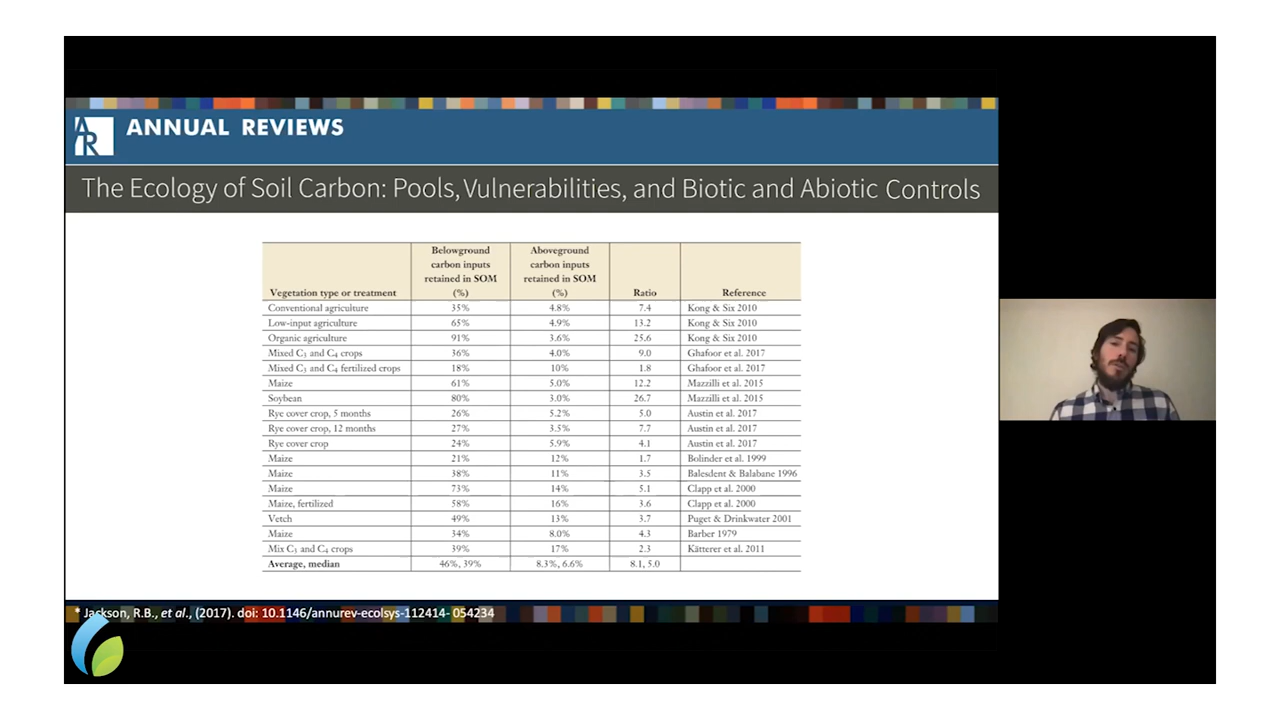 AR
ANNUAL REVIEWS
The Ecology of Soil Carbon: Pools, Vulnerabilities, and Biotic and Abiotic Controls
Vegetation type or treatment Belowground carbon inputs retained in SOM (%) Aboveground carbon inputs retained in SOM (%) Ratio Reference
Conventional agriculture 35% 4.8% 7.4 Kong & Six 2010
Low-input agriculture 65% 4.9% 13.2 Kong & Six 2010
Organic agriculture 91% 3.6% 25.6 Kong & Six 2010
Mixed C₃ and C₄ crops 36% 4.0% 9.0 Ghafoor et al. 2017
Mixed C₃ and C₄ fertilized crops 18% 10% 1.8 Ghafoor et al. 2017
Maize 61% 5.0% 12.2 Mazzilli et al. 2015
Soybean 80% 3.0% 26.7 Mazzilli et al. 2015
Rye cover crop, 5 months 26% 5.2% 5.0 Austin et al. 2017
Rye cover crop, 12 months 27% 3.5% 7.7 Austin et al. 2017
Rye cover crop 24% 5.9% 4.1 Austin et al. 2017
Maize 21% 12% 1.7 Bolinder et al. 1999
Maize 38% 11% 3.5 Balesdent & Balabane 1996
Maize 73% 14% 5.1 Clapp et al. 2000
Maize, fertilized 58% 16% 3.6 Clapp et al. 2000
Vetch 49% 13% 3.7 Puget & Drinkwater 2001
Maize 34% 8.0% 4.3 Barber 1979
Mix C₃ and C₄ crops 39% 17% 2.3 Kätterer et al. 2011
Average, median 46%, 39% 8.3%, 6.6% 8.1, 5.0
* Jackson, R.B., et al., (2017). doi: 10.1146/annurev-ecolsys-112414- 054234